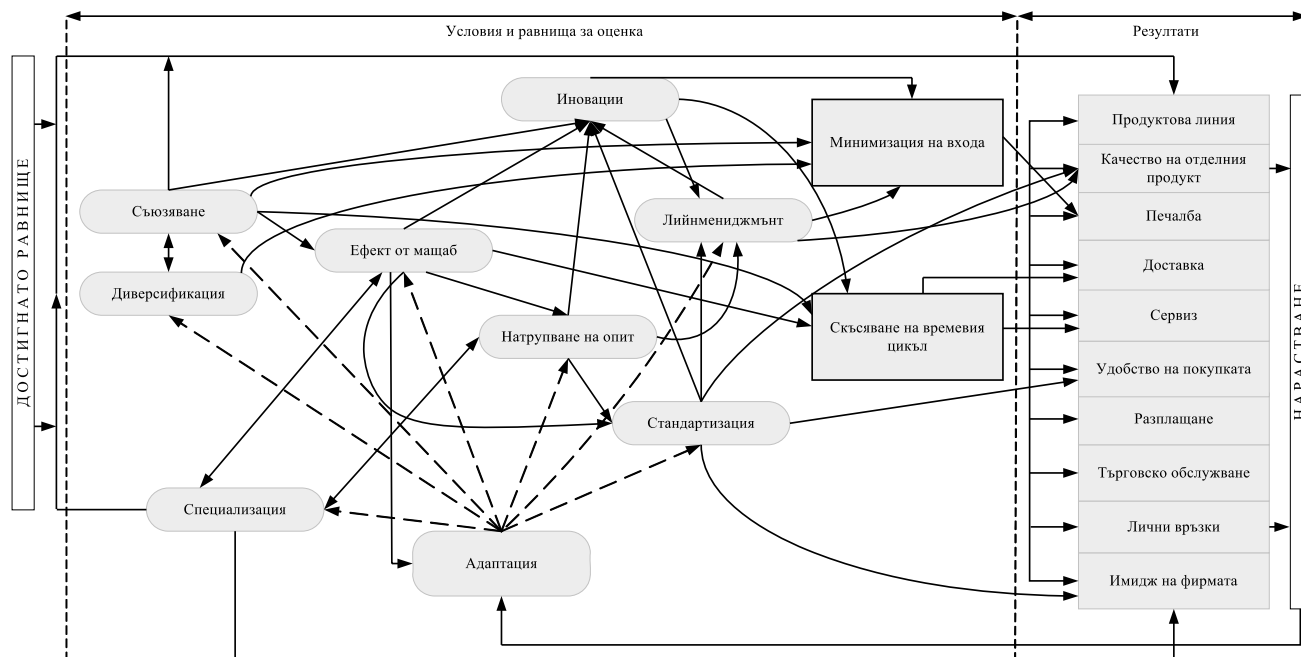 Условия и равнища за оценка
Резултати
ДОСТИГНАТО РАВНИЩЕ
Иновации
Минимизация на входа
Съюзяване
Лийнмениджмънт
Ефект от мащаб
Диверсификация
Натрупване на опит
Скъсяване на времевия
цикъл
Стандартизация
Специализация
Адаптация
Продуктова линия
Качество на отделния
продукт
Печалба
Доставка
Сервиз
Удобство на покупката
Разплащане
Търговско обслужване
Лични връзки
Имидж на фирмата
НАРАСТВАНЕ